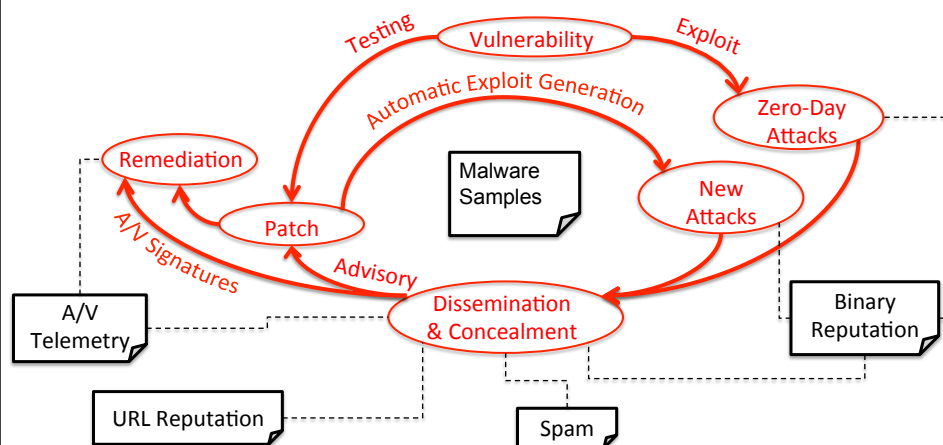 Testing
Vulnerability
Exploit
Automatic Exploit Generation
Zero-Day
Attacks
Remediation
Malware
Samples
New
Attacks
Patch
A/V Signatures
Advisory
Dissemination
& Concealment
A/V
Telemetry
Binary
Reputation
URL Reputation
Spam